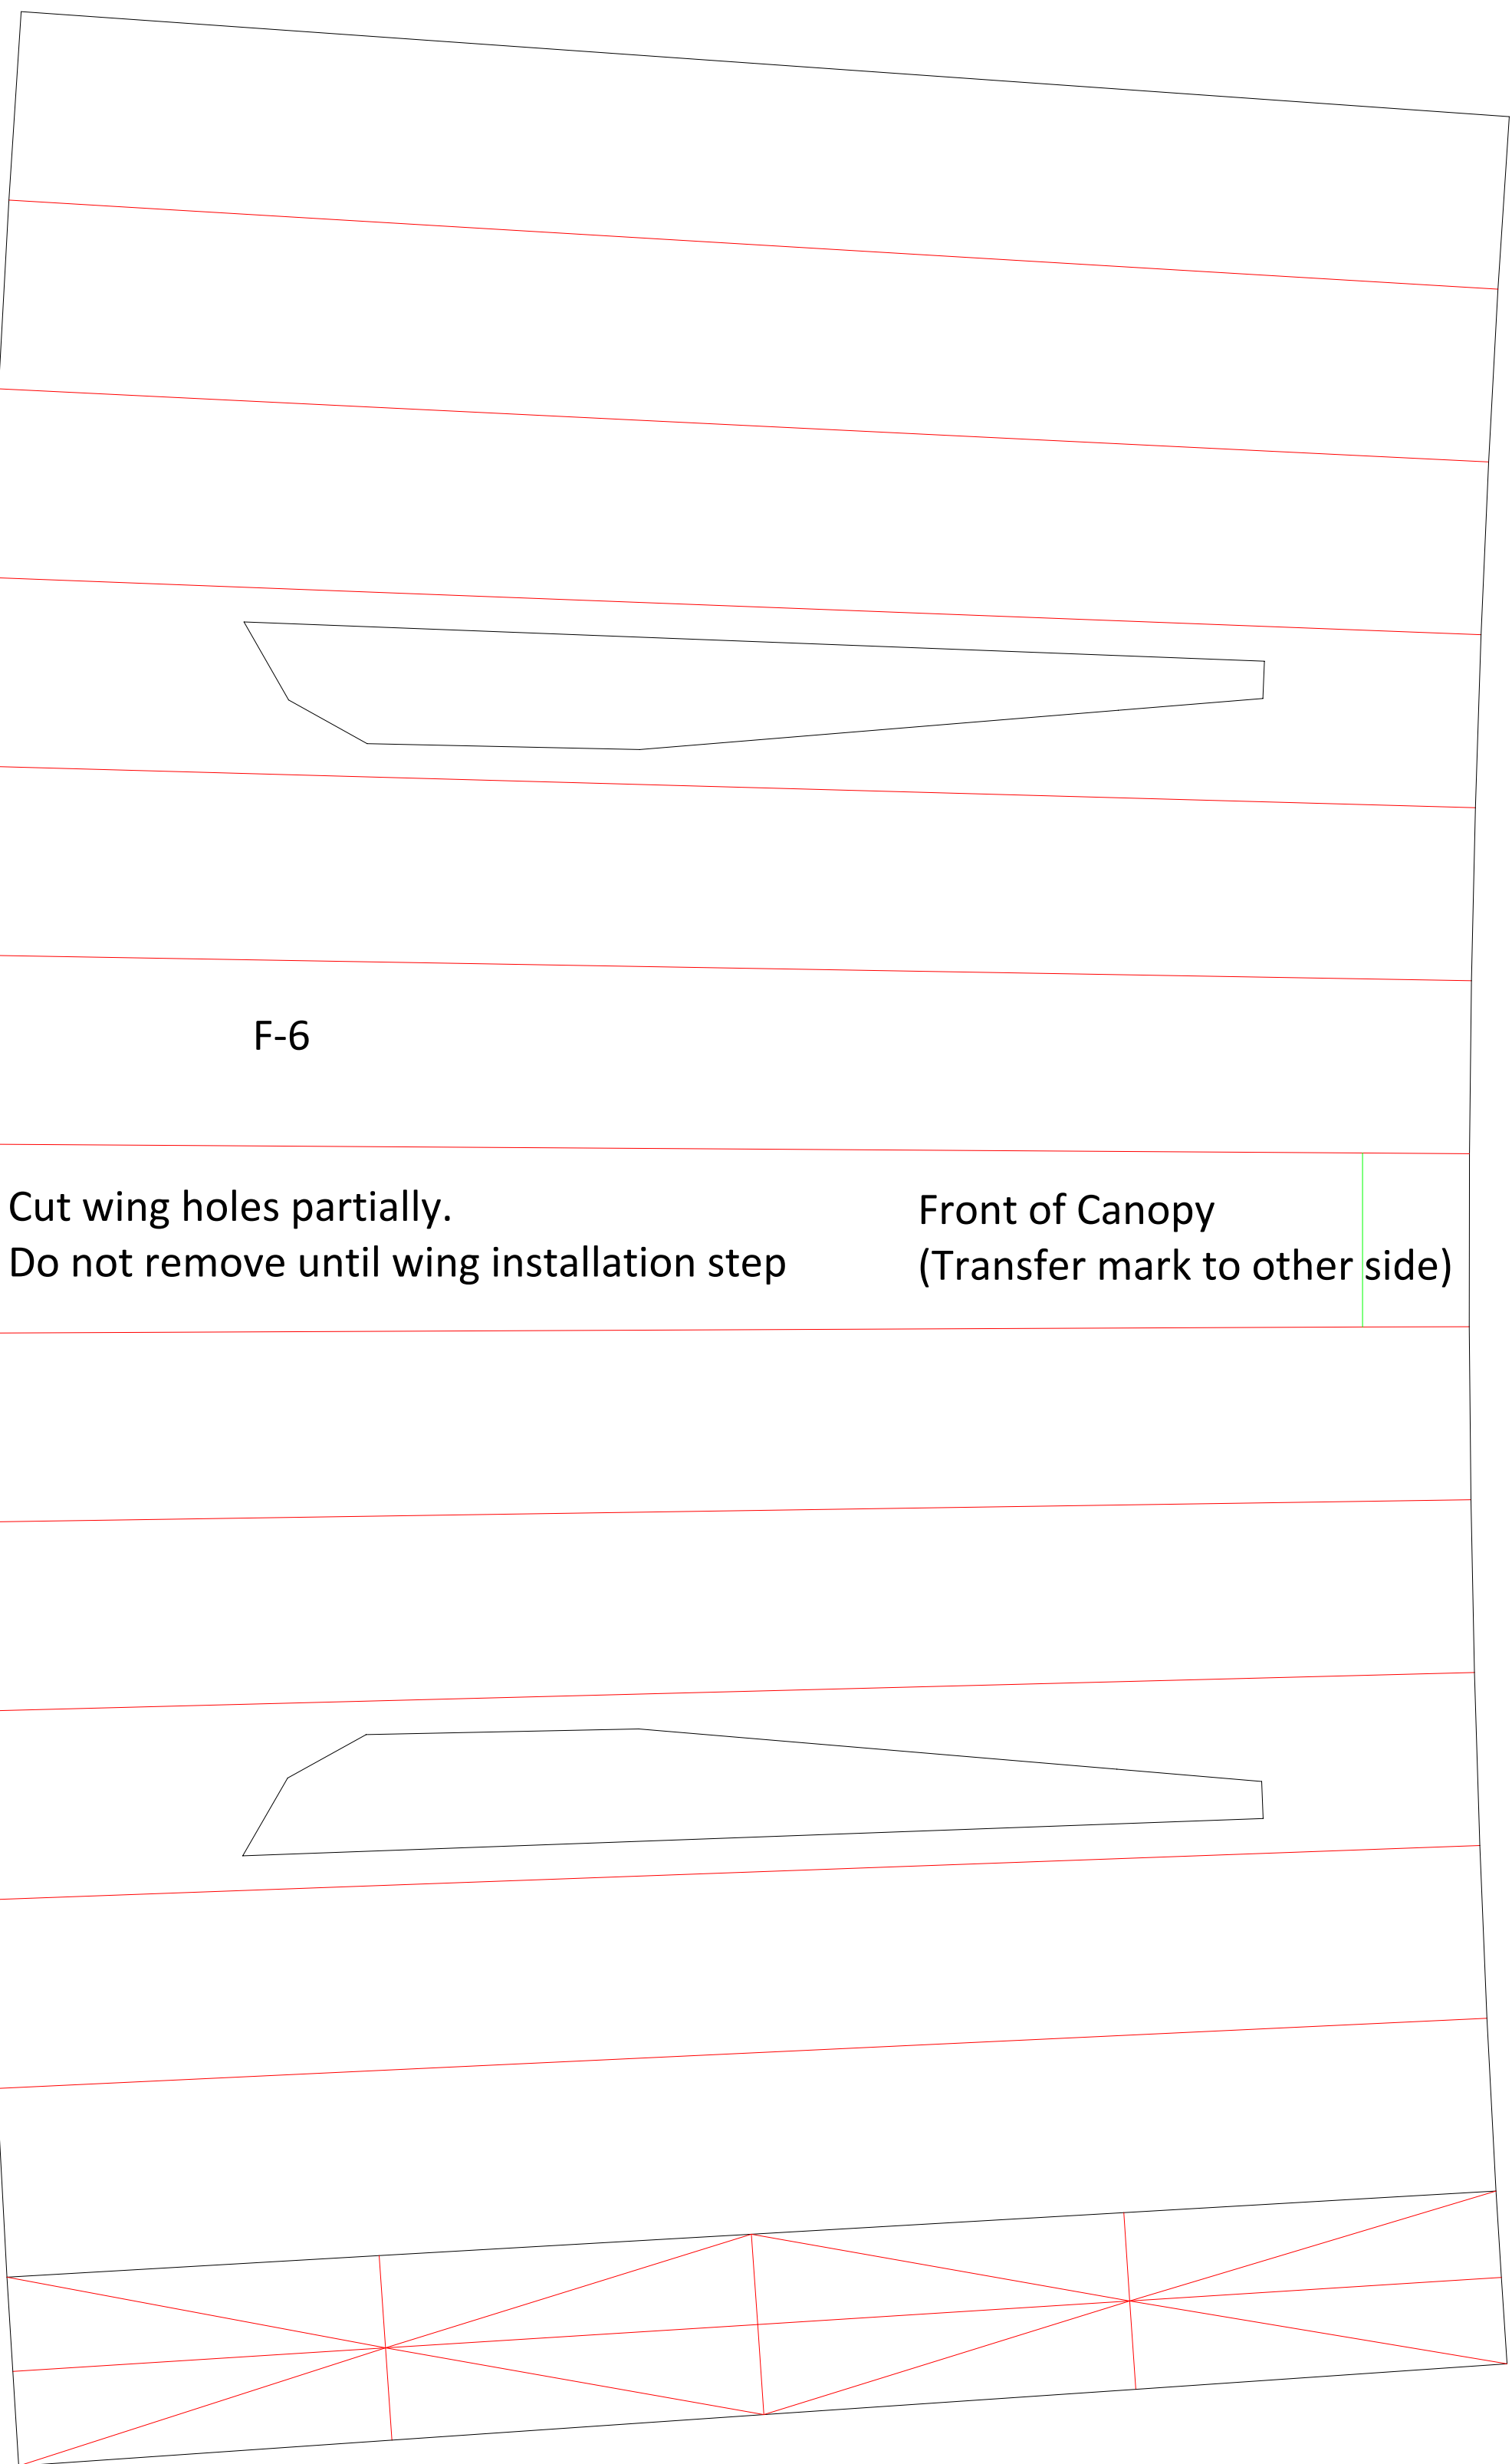 F-6
Cut wing holes partially.
Do not remove until wing installation step
Front of Canopy
(Transfer mark to other side)